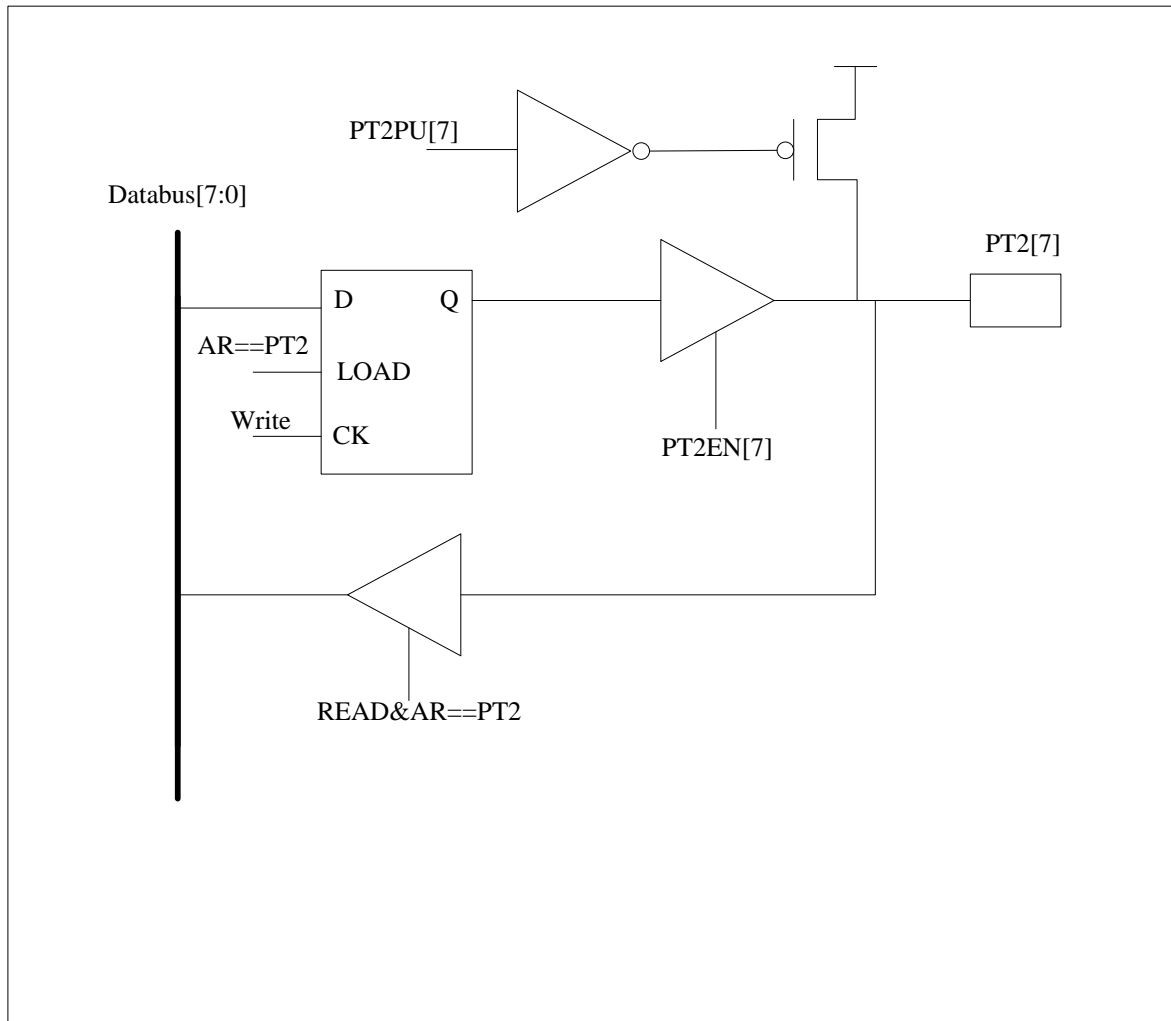 PT2PU[7]
Databus[7:0]
PT2[7]
D
Q
AR==PT2
LOAD
Write
CK
PT2EN[7]
READ&AR==PT2